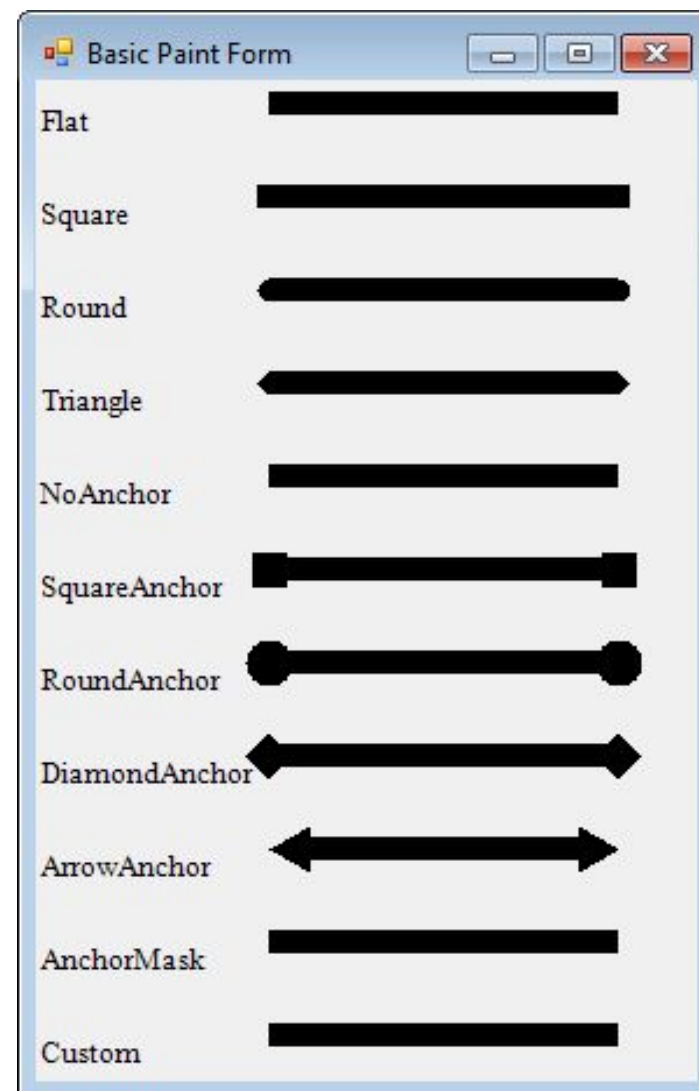 Basic Paint Form
Flat
Square
Round
Triangle
NoAnchor
SquareAnchor
RoundAnchor
DiamondAnchor
ArrowAnchor
AnchorMask
Custom